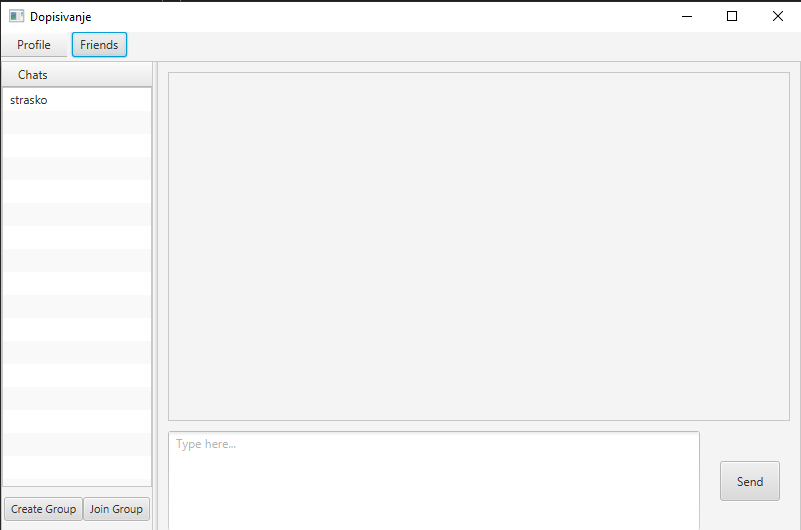 Dopisivanje
Profile Friends
Chats
strasko
Type here...
Send
Create Group Join Group